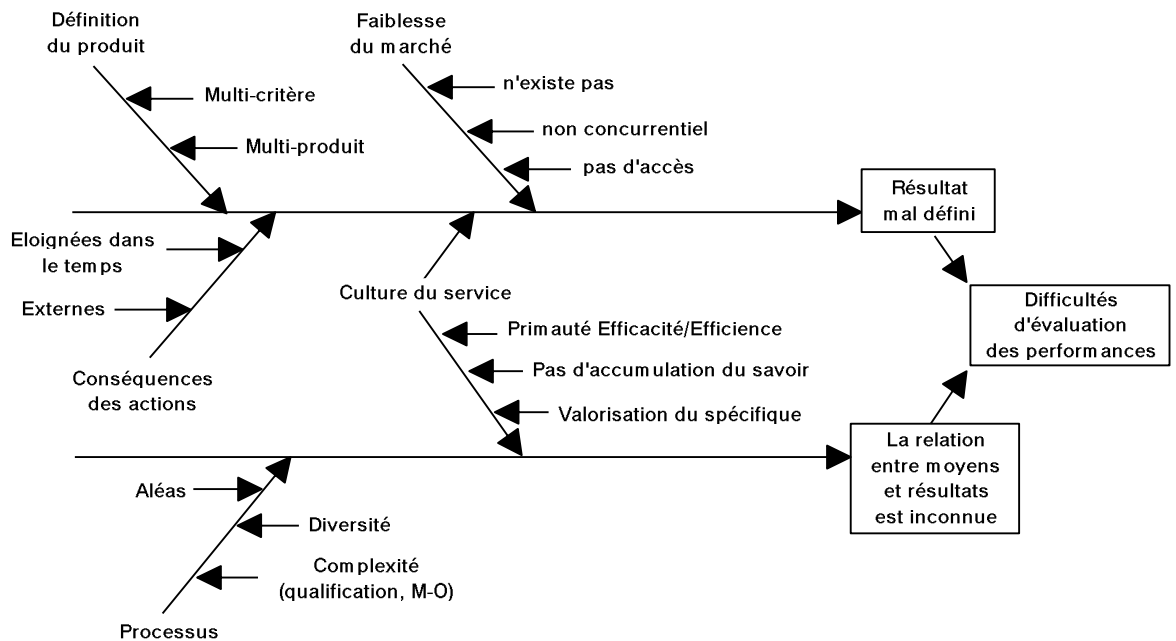 Définition
du produit
Faiblesse
du marché
Multi-critère
n'existe pas
Multi-produit
non concurrentiel
pas d'accès
Résultat
mal défini
Eloignées dans
le temps
Externes
Culture du service
Conséquences
des actions
Primauté Efficacité/Efficience
Pas d'accumulation du savoir
Valorisation du spécifique
Difficultés
d'évaluation
des performances
La relation
entre moyens
et résultats
est inconnue
Aléas
Diversité
Complexité
(qualification, M-O)
Processus